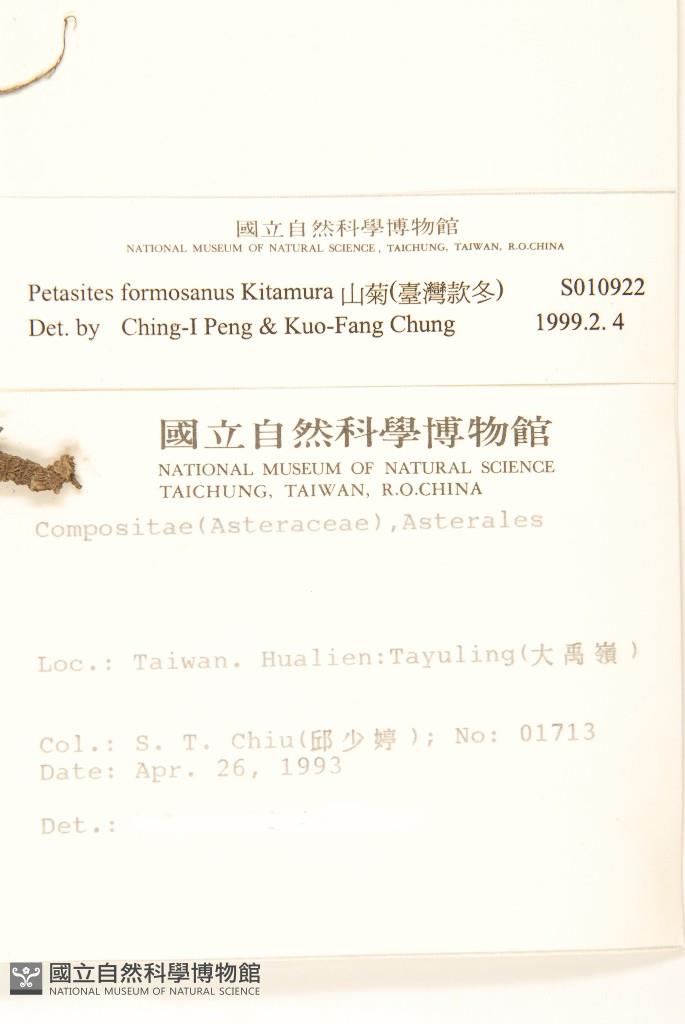 國立自然科學博物館
NATIONAL MUSEUM OF NATURAL SCIENCE, TAICHUNG, TAIWAN, R.O.CHINA
Petasites formosanus Kitamura 山菊(臺灣款冬) S010922
Det. by Ching-I Peng & Kuo-Fang Chung 1999.2. 4
國立自然科學博物館
NATIONAL MUSEUM OF NATURAL SCIENCE
TAICHUNG, TAIWAN, R.O.CHINA
Compositae(Asteraceae),Asterales
Loc.: Taiwan. Hualien:Tayuling(大禹嶺)
Col.: S. T. Chiu(邱少婷); No: 01713
Date: Apr. 26, 1993
Det.:
國立自然科學博物館
NATIONAL MUSEUM OF NATURAL SCIENCE